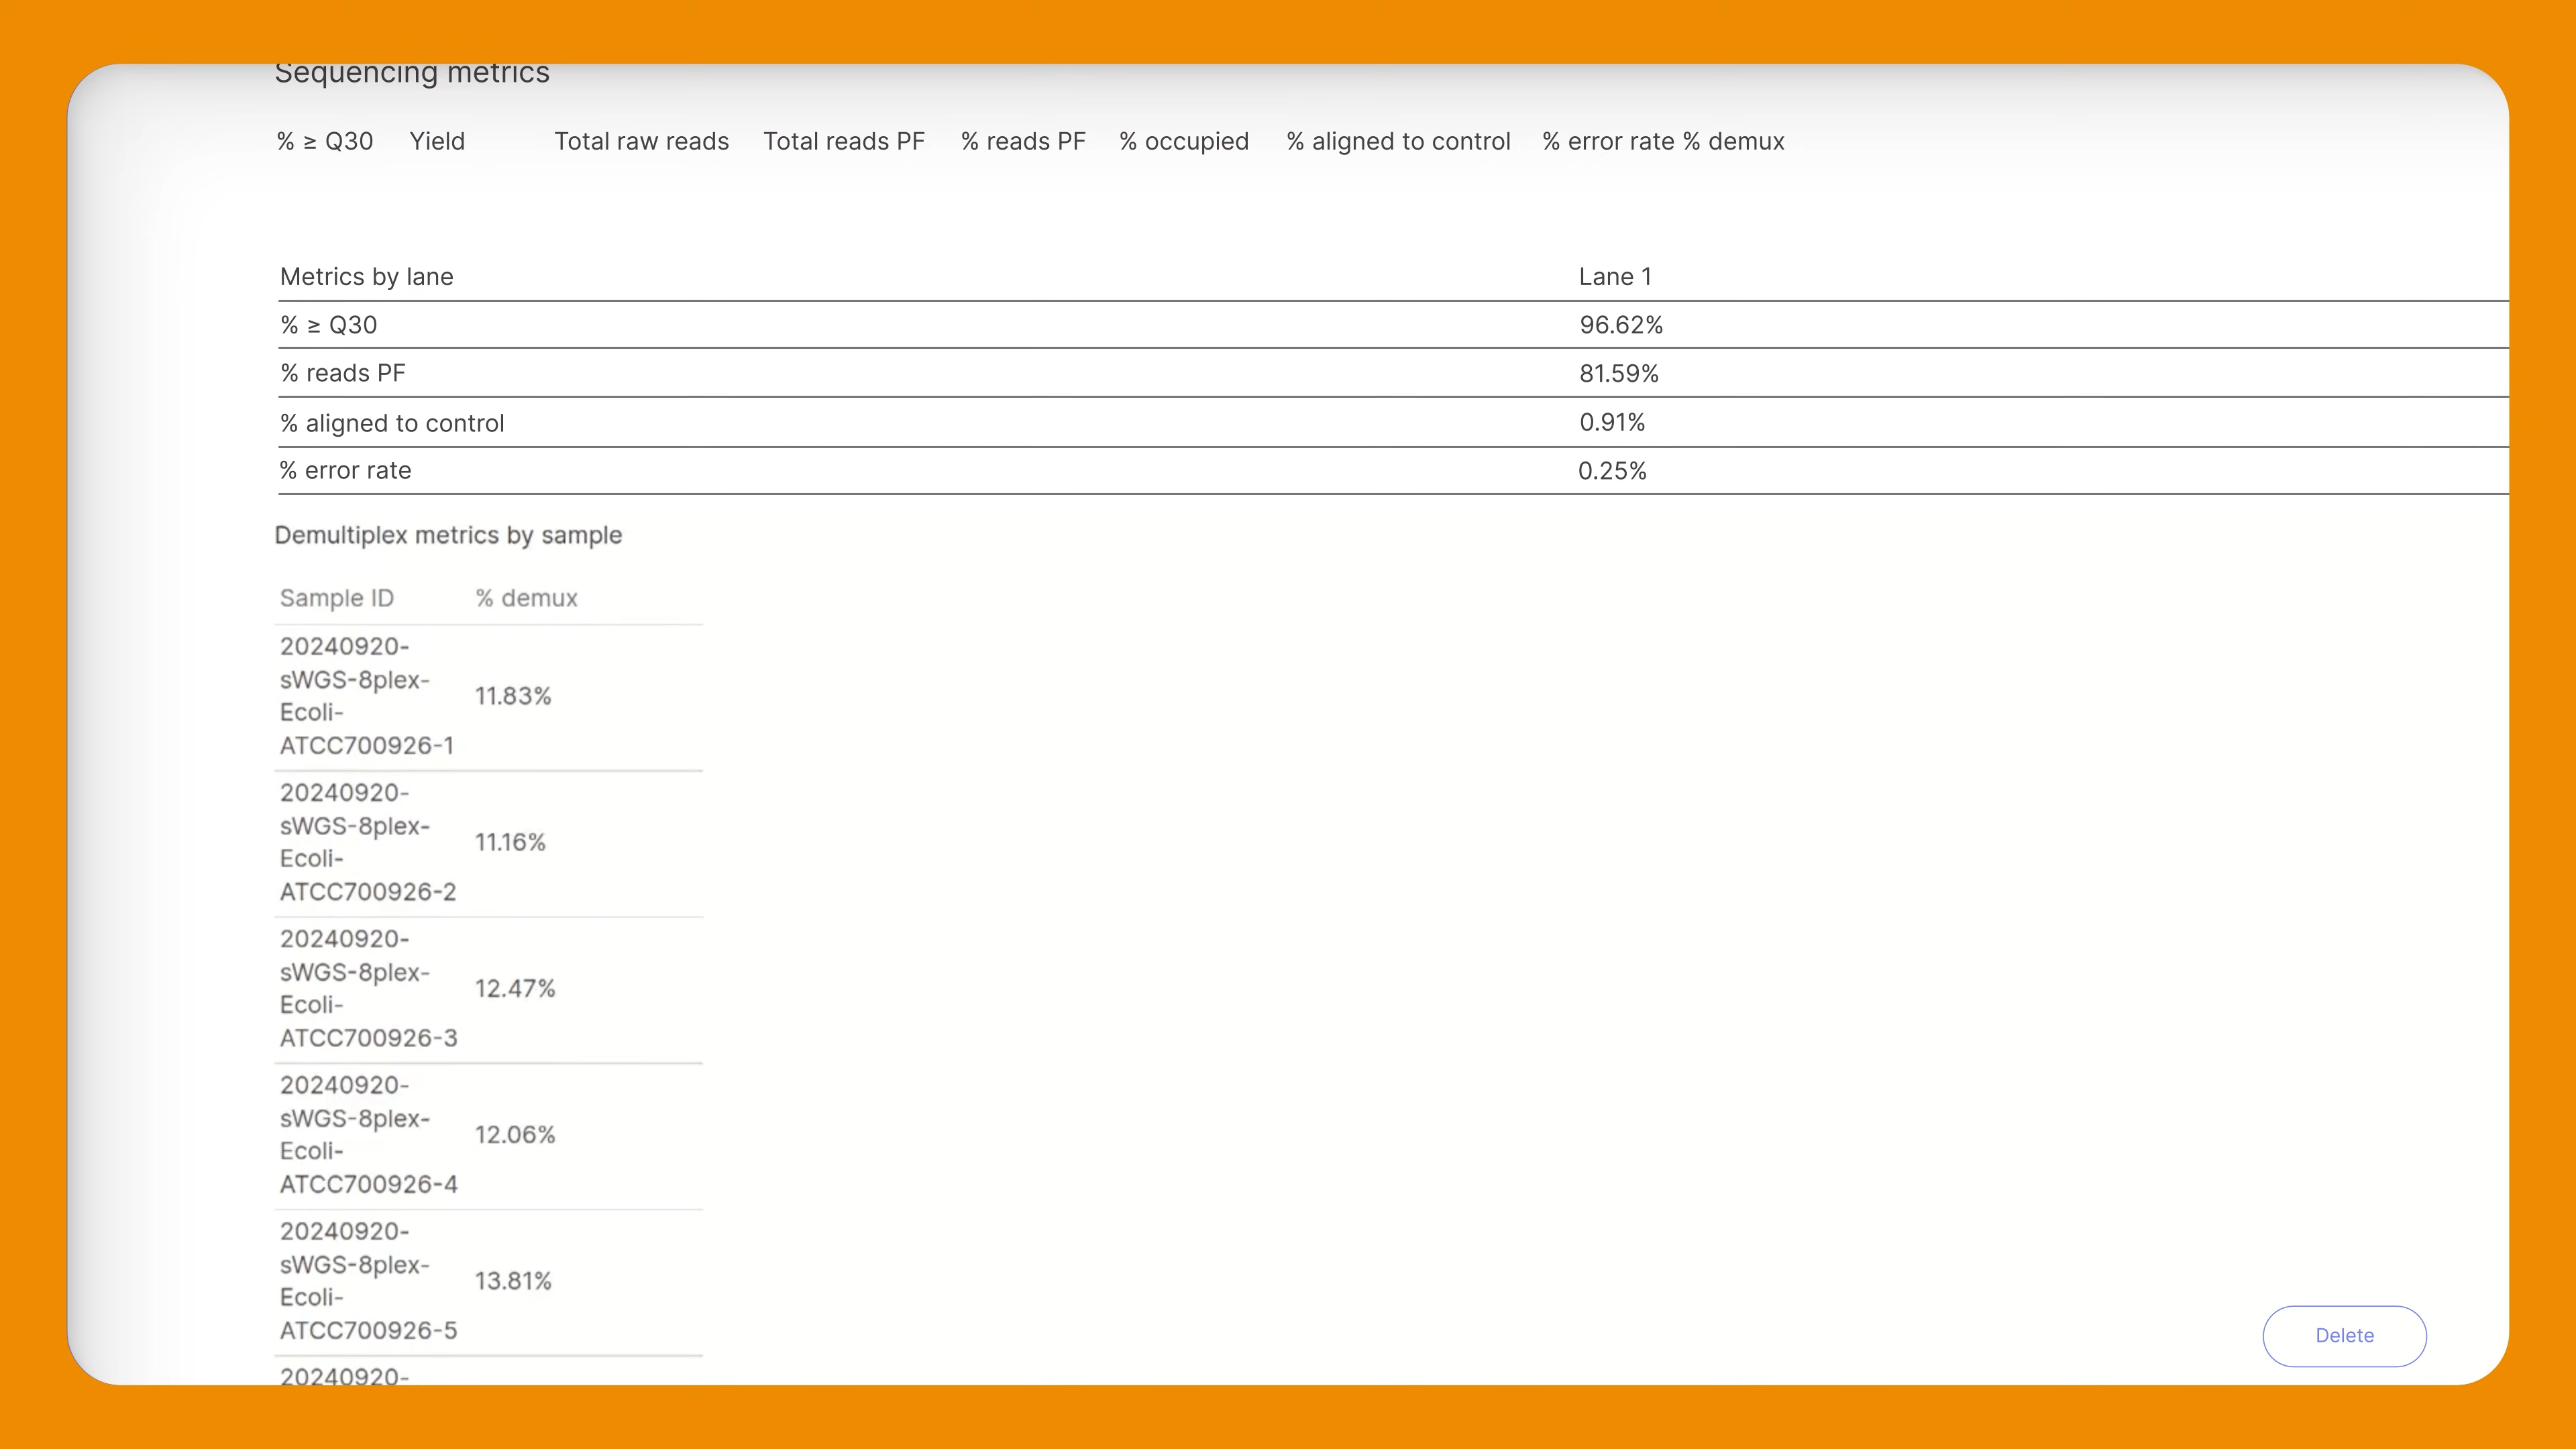 Sequencing metrics
% ≥ Q30 Yield Total raw reads Total reads PF % reads PF % occupied % aligned to control % error rate % demux
Metrics by lane Lane 1
% ≥ Q30 96.62%
% reads PF 81.59%
% aligned to control 0.91%
% error rate 0.25%
Demultiplex metrics by sample
Sample ID % demux
20240920-
sWGS-8plex-
Ecoli-
ATCC700926-1
11.83%
20240920-
sWGS-8plex-
Ecoli-
ATCC700926-2
11.16%
20240920-
sWGS-8plex-
Ecoli-
ATCC700926-3
12.47%
20240920-
sWGS-8plex-
Ecoli-
ATCC700926-4
12.06%
20240920-
sWGS-8plex-
Ecoli-
ATCC700926-5
13.81%
20240920-
Delete